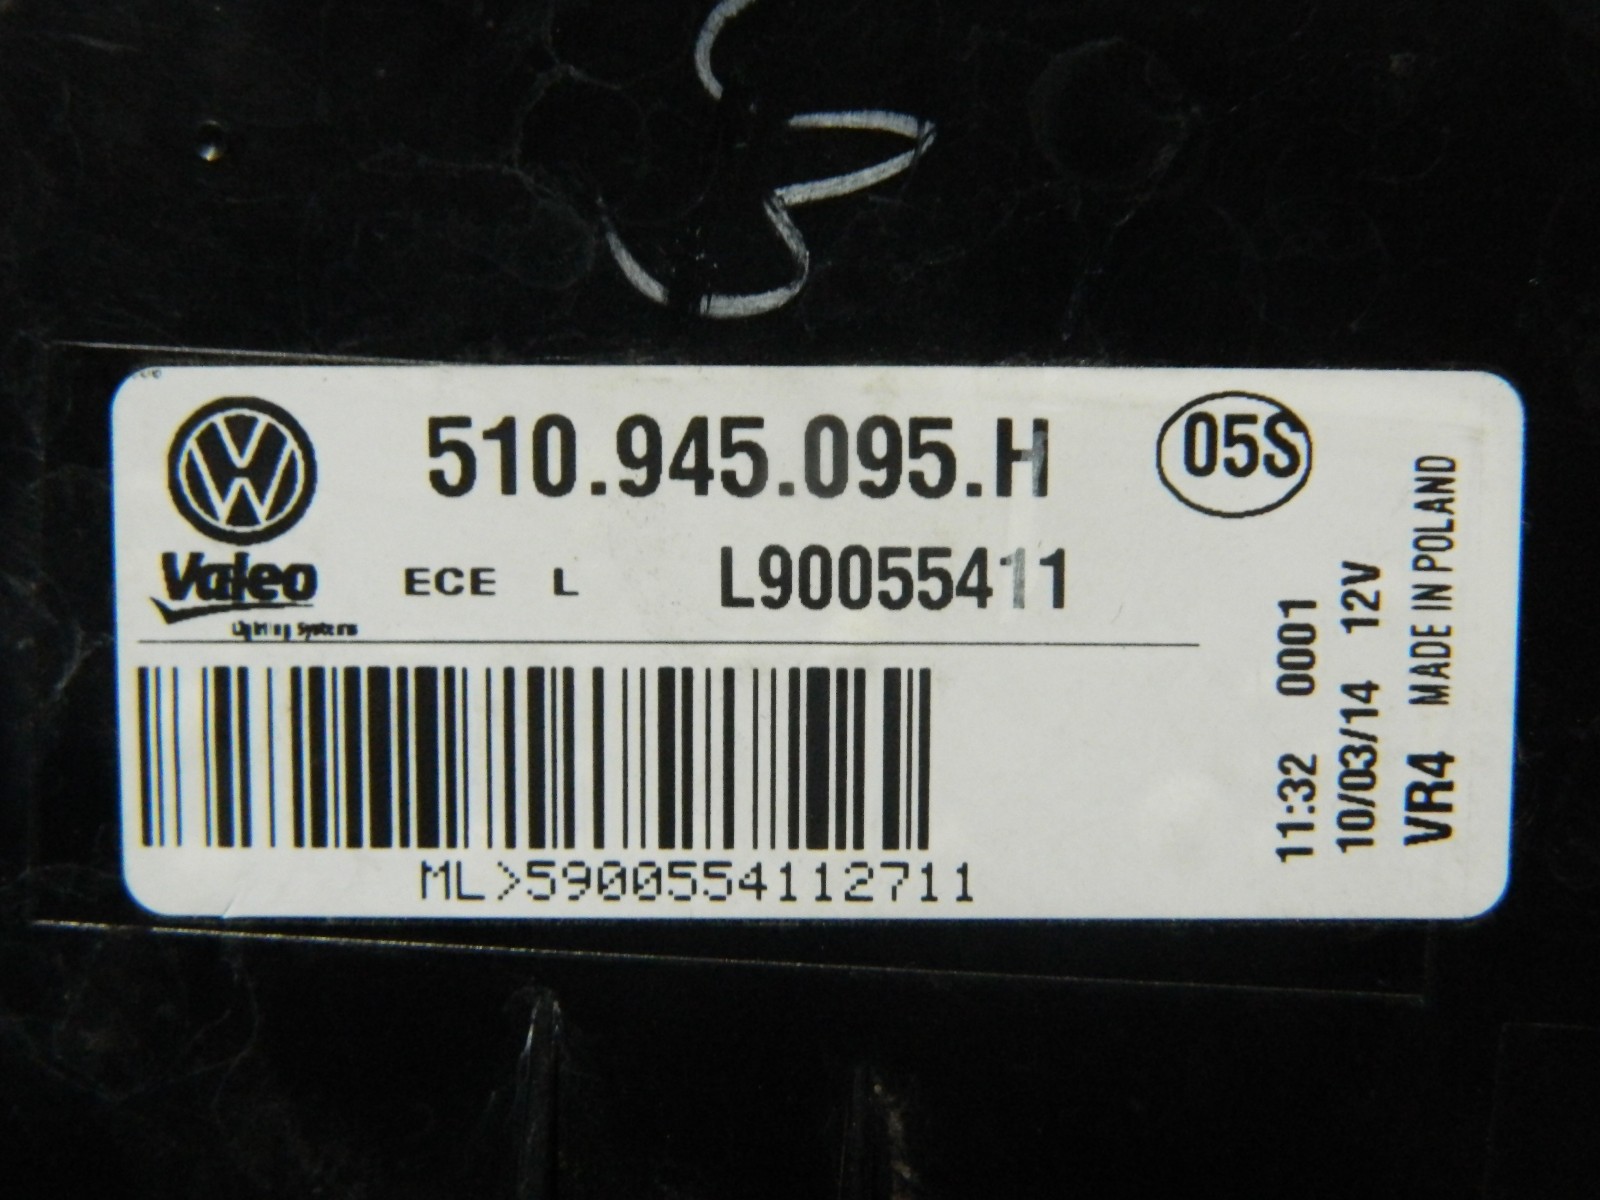 3
510.945.095.H
05S
Valeo
Lighting Systems
ECE L
L90055411
ML>5900554112711
11:32 0001
10/03/14 12V
VR4 MADE IN POLAND